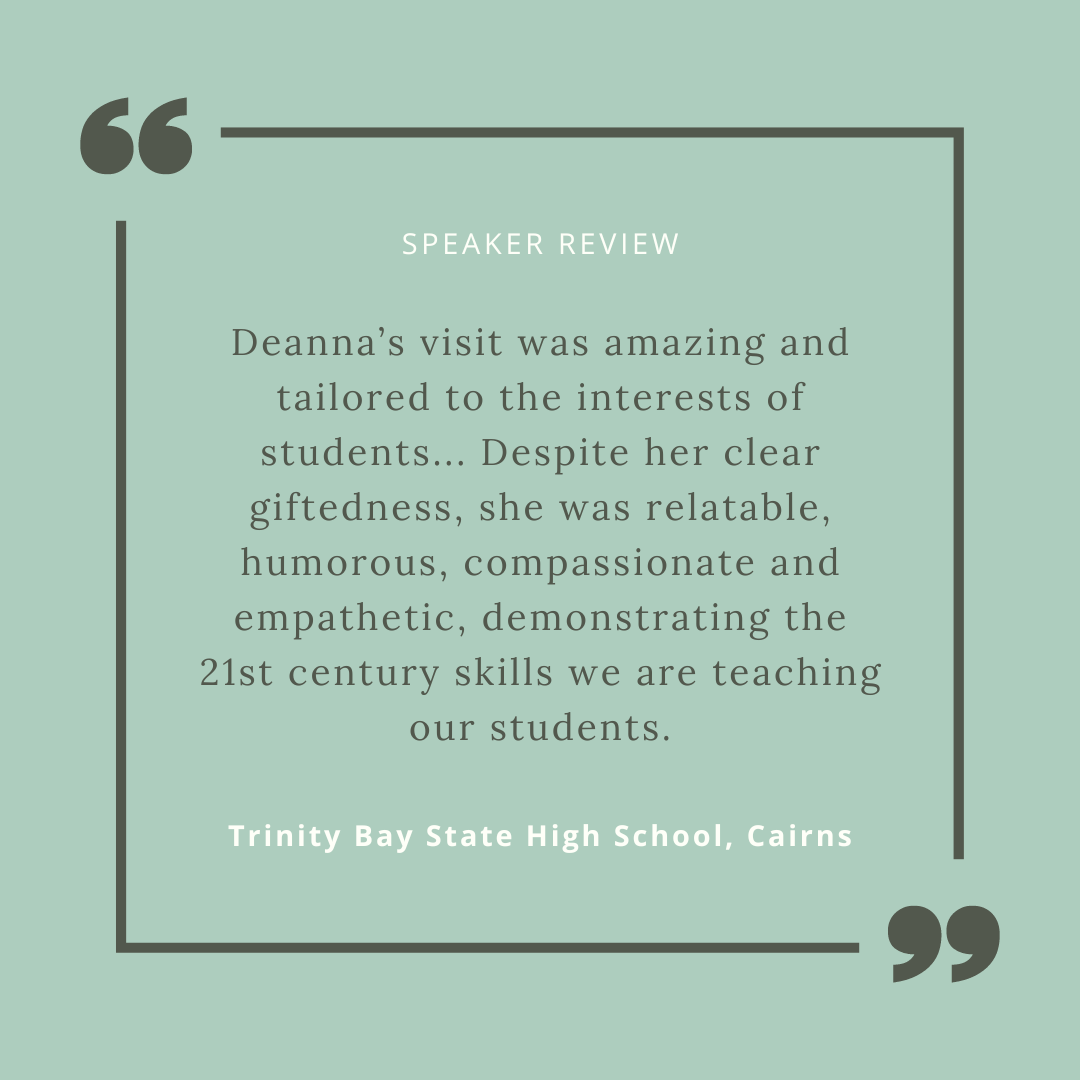 SPEAKER REVIEW
Deanna’s visit was amazing and
tailored to the interests of
students... Despite her clear
giftedness, she was relatable,
humorous, compassionate and
empathetic, demonstrating the
21st century skills we are teaching
our students.
Trinity Bay State High School, Cairns